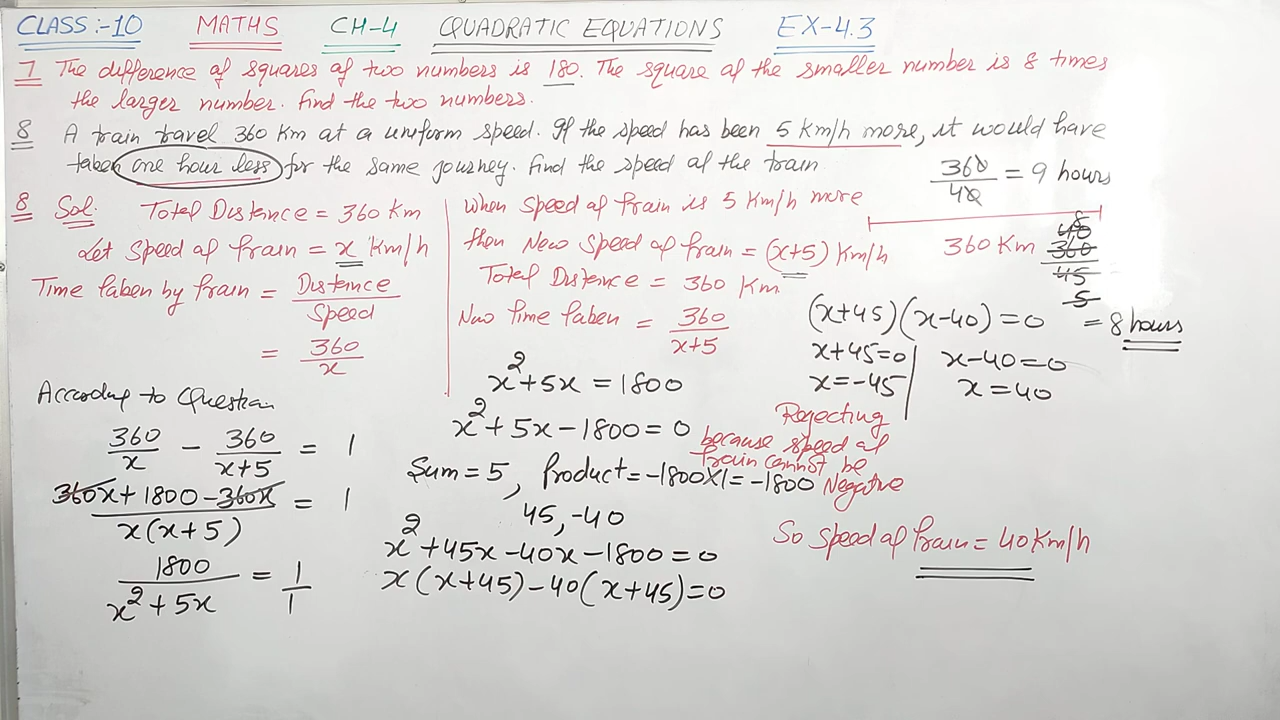 CLASS:-10 MATHS CH-4 QUADRATIC EQUATIONS EX-4.3
7 The difference of squares of two numbers is 180. The square of the smaller number is 8 times
the larger number. Find the two numbers.
8 A train travel 360 Km at a uniform speed. If the speed has been 5 km/h more, it would have
taken one hour less for the same journey. Find the speed of the train
360/40 = 9 hours
8 Sol: Total Distance = 360 Km
Let Speed of Train = x Km/h
Time taken by Train = Distance/Speed
= 360/x
According to Question
360/x - 360/x+5 = 1
360x + 1800 - 360x / x(x+5) = 1
1800/x²+5x = 1/1
When Speed of Train is 5 Km/h more
then New Speed of Train = (x+5) Km/h
Total Distance = 360 Km
New Time taken = 360/x+5
x²+5x = 1800
x²+5x-1800 = 0
Sum = 5, Product = -1800×1 = -1800
45, -40
x²+45x-40x-1800 = 0
x(x+45)-40(x+45) = 0
360 Km
8
40
360
45
5
= 8 hours
(x+45)(x-40) = 0
x+45=0 x-40=0
x=-45 x=40
Rejecting
because speed of
Train cannot be
Negative
So Speed of Train = 40 Km/h